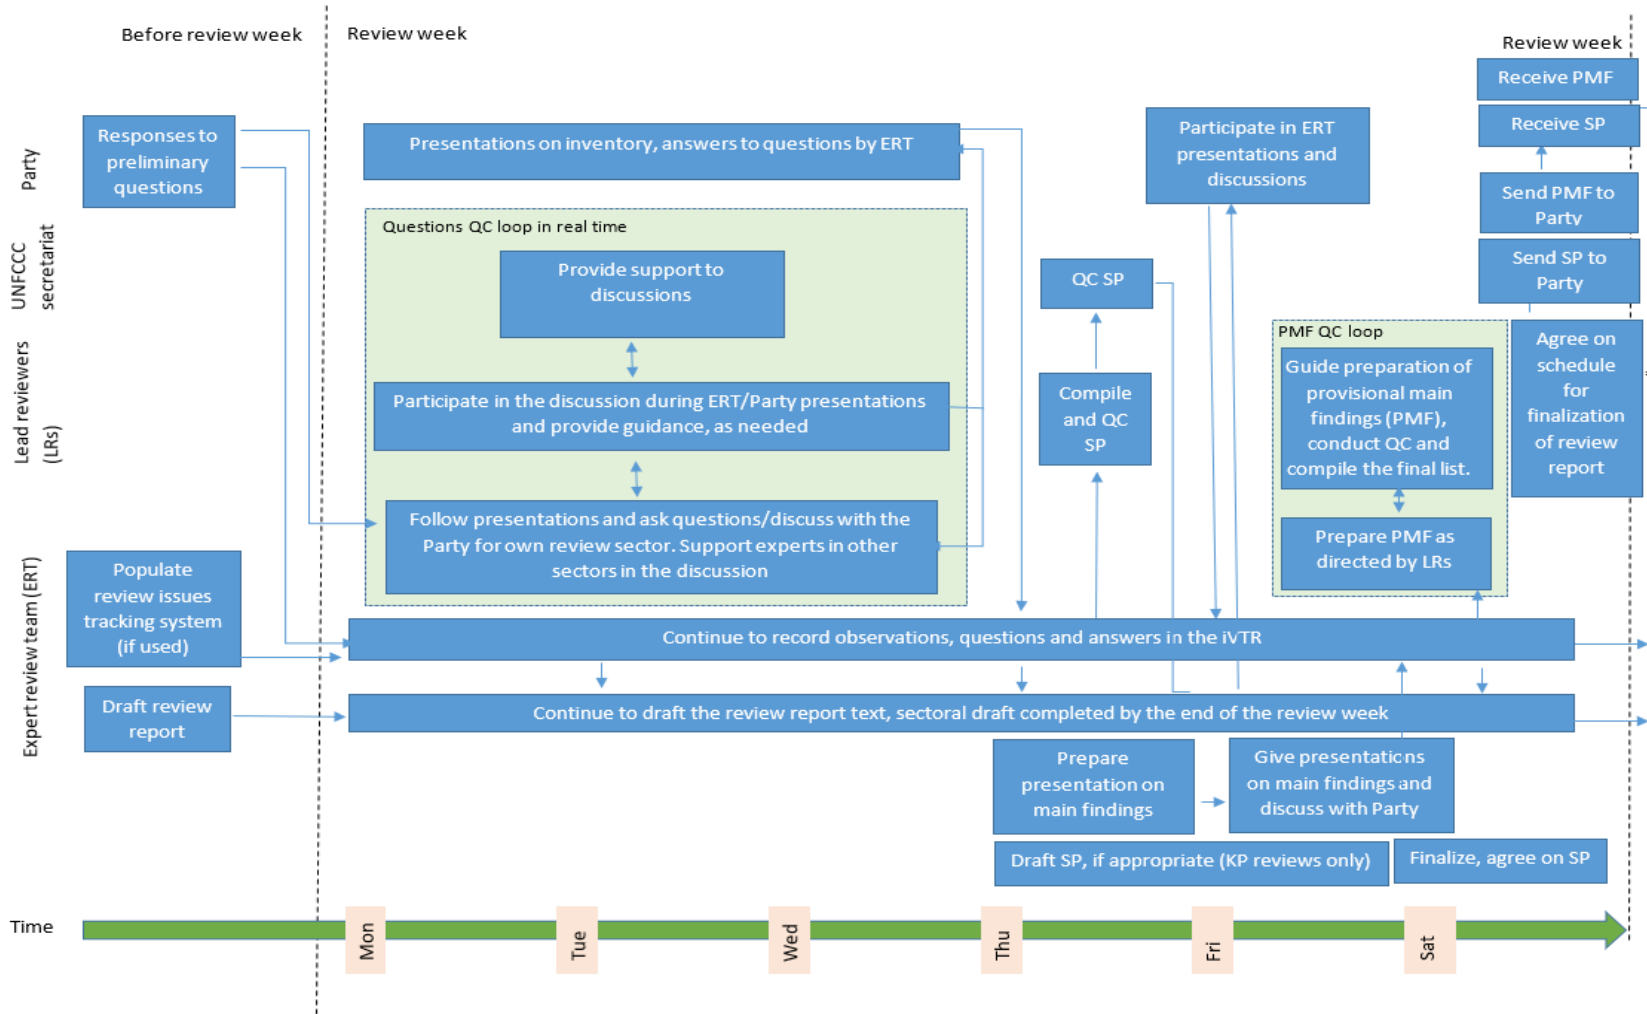 Before review week
Review week
Review week
Receive PMF
Receive SP
Send PMF to
Party
Send SP to
Party
Party
Responses to
preliminary
questions
Presentations on inventory, answers to questions by ERT
Participate in ERT
presentations and
discussions
UNFCCC
secretariat
Questions QC loop in real time
Provide support to
discussions
QC SP
Lead reviewers
(LRs)
Participate in the discussion during ERT/Party presentations
and provide guidance, as needed
Compile
and QC
SP
PMF QC loop
Guide preparation of
provisional main
findings (PMF),
conduct QC and
compile the final list.
Agree on
schedule
for
finalization
of review
report
Expert review team (ERT)
Follow presentations and ask questions/discuss with the
Party for own review sector. Support experts in other
sectors in the discussion
Prepare PMF as
directed by LRs
Populate
review issues
tracking system
(if used)
Continue to record observations, questions and answers in the iVTR
Draft review
report
Continue to draft the review report text, sectoral draft completed by the end of the review week
Prepare
presentation on
main findings
Give presentations
on main findings and
discuss with Party
Draft SP, if appropriate (KP reviews only)
Finalize, agree on SP
Time
Mon
Tue
Wed
Thu
Fri
Sat